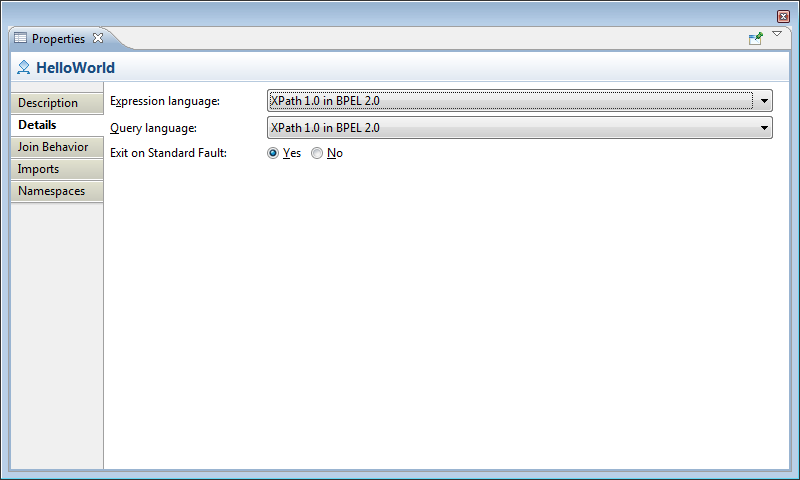 Properties
HelloWorld
Description
Details
Join Behavior
Imports
Namespaces
Expression language: XPath 1.0 in BPEL 2.0
Query language: XPath 1.0 in BPEL 2.0
Exit on Standard Fault: Yes No